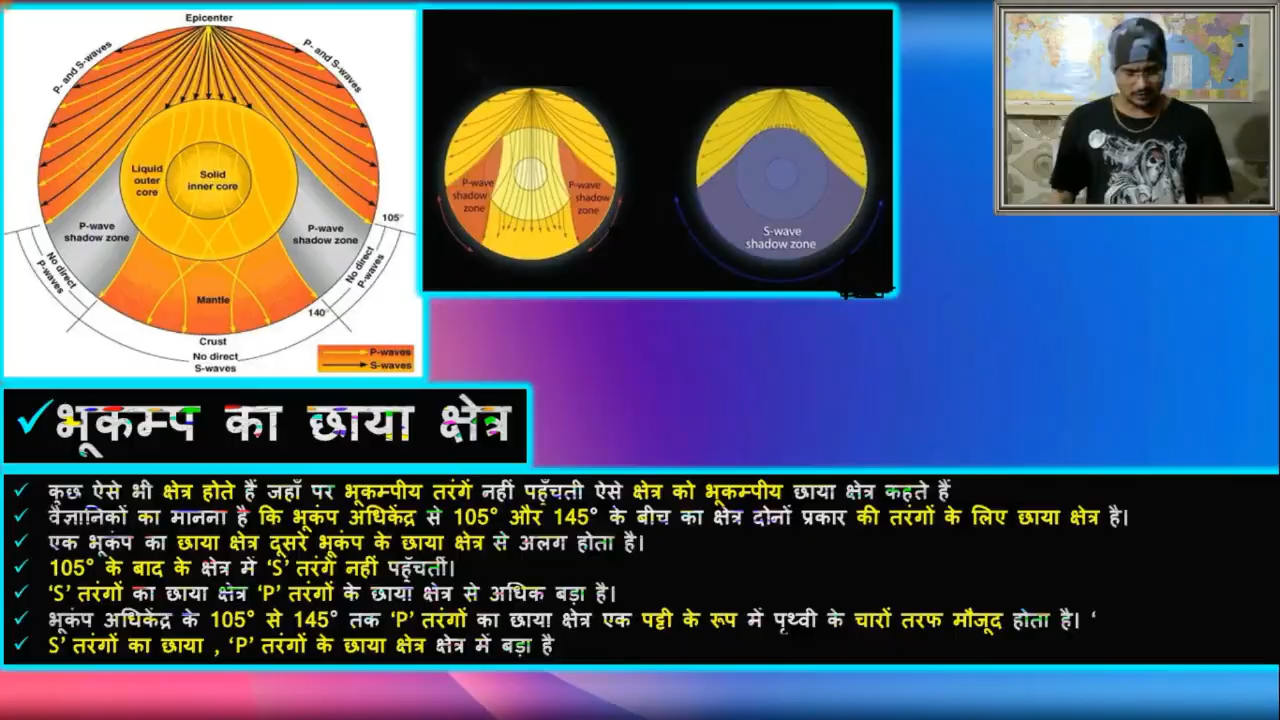 Epicenter
P- and S-waves
P- and S-waves
Liquid outer core
Solid inner core
P-wave shadow zone
P-wave shadow zone
105°
No direct P-waves
No direct P-waves
Mantle
140°
Crust
No direct S-waves
P-waves
S-waves
P-wave shadow zone
P-wave shadow zone
S-wave shadow zone
✓भूकम्प का छाया क्षेत्र
✓ कुछ ऐसे भी क्षेत्र होते हैं जहाँ पर भूकम्पीय तरंगें नहीं पहुँचती ऐसे क्षेत्र को भूकम्पीय छाया क्षेत्र कहते हैं
✓ वैज्ञानिकों का मानना है कि भूकंप अधिकेंद्र से 105° और 145° के बीच का क्षेत्र दोनों प्रकार की तरंगों के लिए छाया क्षेत्र है।
✓ एक भूकंप का छाया क्षेत्र दूसरे भूकंप के छाया क्षेत्र से अलग होता है।
✓ 105° के बाद के क्षेत्र में ‘S’ तरंगें नहीं पहुँचतीं।
✓ ‘S’ तरंगों का छाया क्षेत्र ‘P’ तरंगों के छाया क्षेत्र से अधिक बड़ा है।
✓ भूकंप अधिकेंद्र के 105° से 145° तक ‘P’ तरंगों का छाया क्षेत्र एक पट्टी के रूप में पृथ्वी के चारों तरफ मौजूद होता है। ‘
✓ S’ तरंगों का छाया , ‘P’ तरंगों के छाया क्षेत्र क्षेत्र में बड़ा है